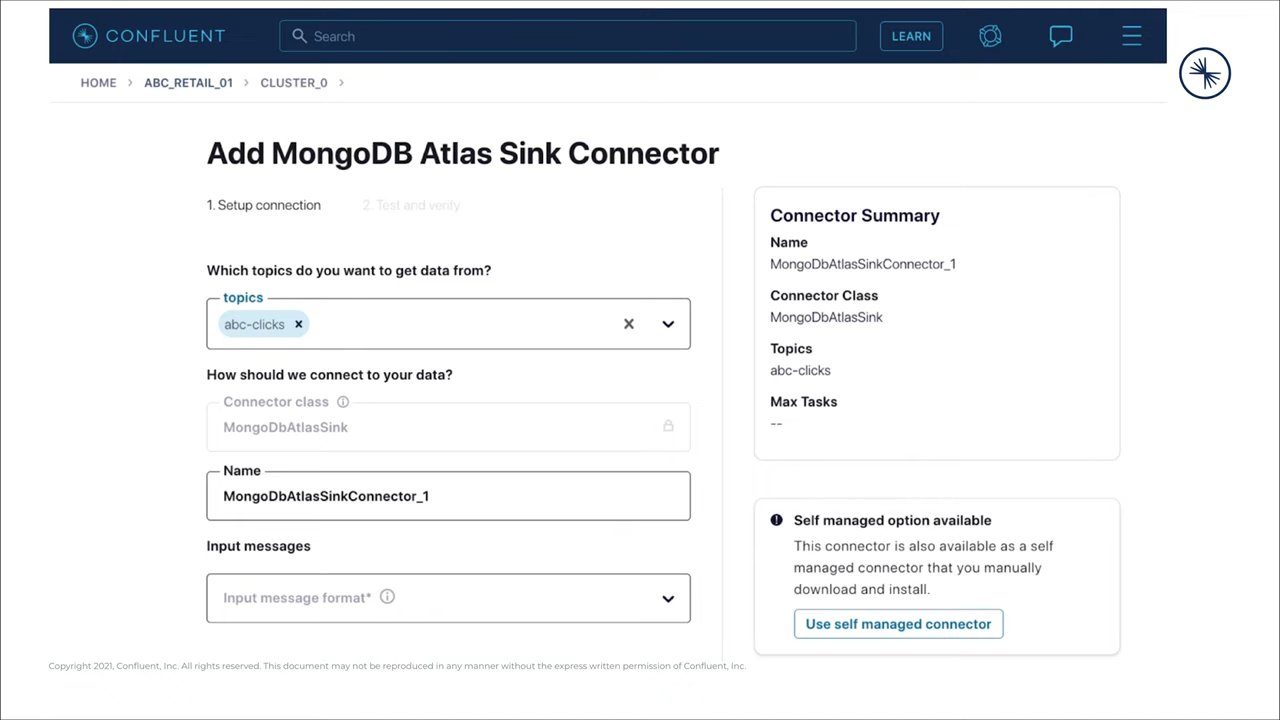 CONFLUENT
Search
LEARN
HOME > ABC_RETAIL_01 > CLUSTER_0 >
Add MongoDB Atlas Sink Connector
1. Setup connection
2. Test and verify
Which topics do you want to get data from?
topics
abc-clicks
How should we connect to your data?
Connector class
MongoDbAtlasSink
Name
MongoDbAtlasSinkConnector_1
Input messages
Input message format*
Connector Summary
Name
MongoDbAtlasSinkConnector_1
Connector Class
MongoDbAtlasSink
Topics
abc-clicks
Max Tasks
--
Self managed option available
This connector is also available as a self
managed connector that you manually
download and install.
Use self managed connector
Copyright 2021, Confluent, Inc. All rights reserved. This document may not be reproduced in any manner without the express written permission of Confluent, Inc.